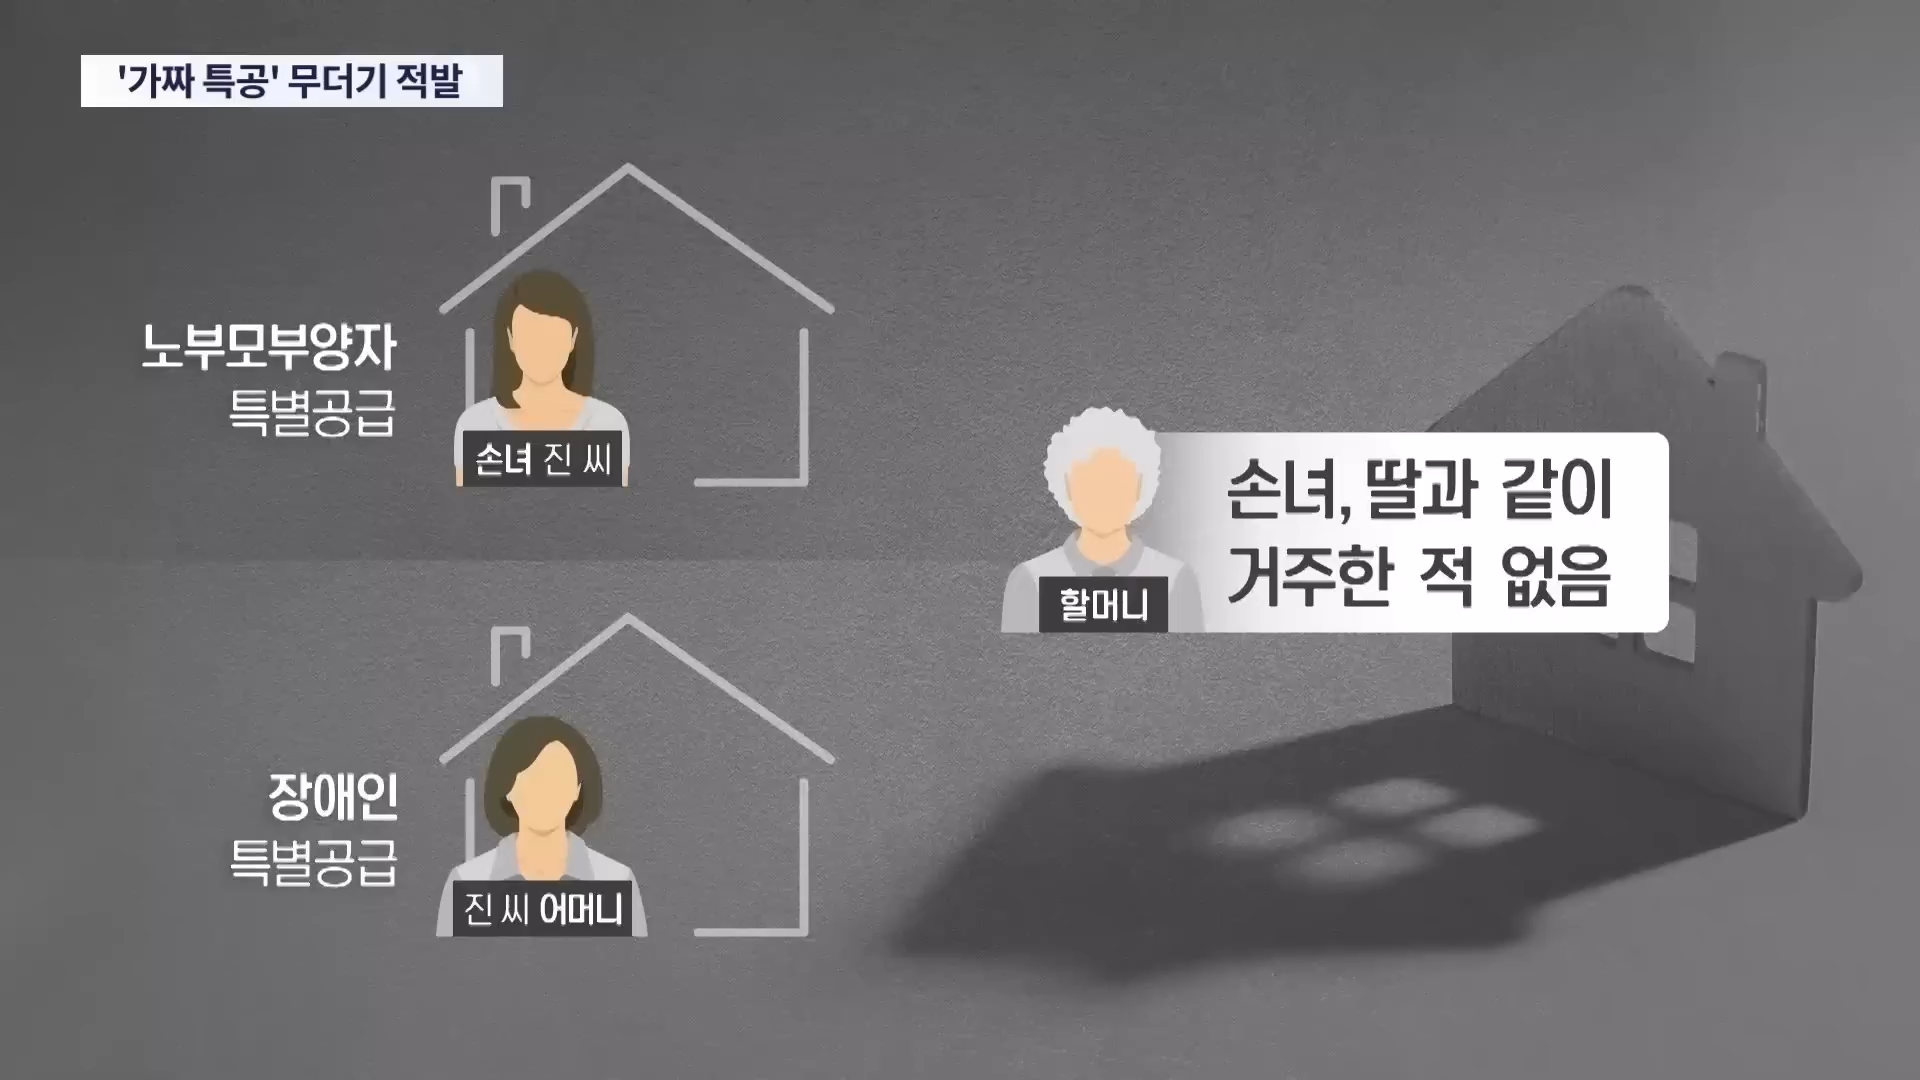 '가짜 특공' 무더기 적발
노부모부양자
특별공급
손녀 진 씨
할머니
손녀, 딸과 같이
거주한 적 없음
장애인
특별공급
진 씨 어머니